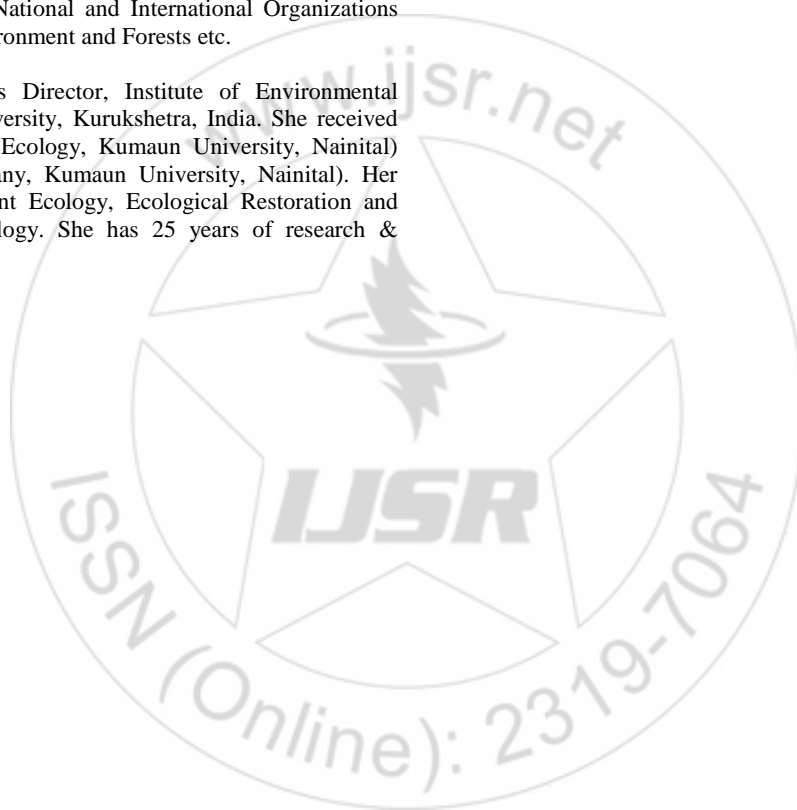 National and International Organizations
ronment and Forests etc.
s Director, Institute of Environmental
versity, Kurukshetra, India. She received
Ecology, Kumaun University, Nainital)
any, Kumaun University, Nainital). Her
nt Ecology, Ecological Restoration and
logy. She has 25 years of research &
www.ijsr.net
IJSR
ISSN (Online): 2319-7064